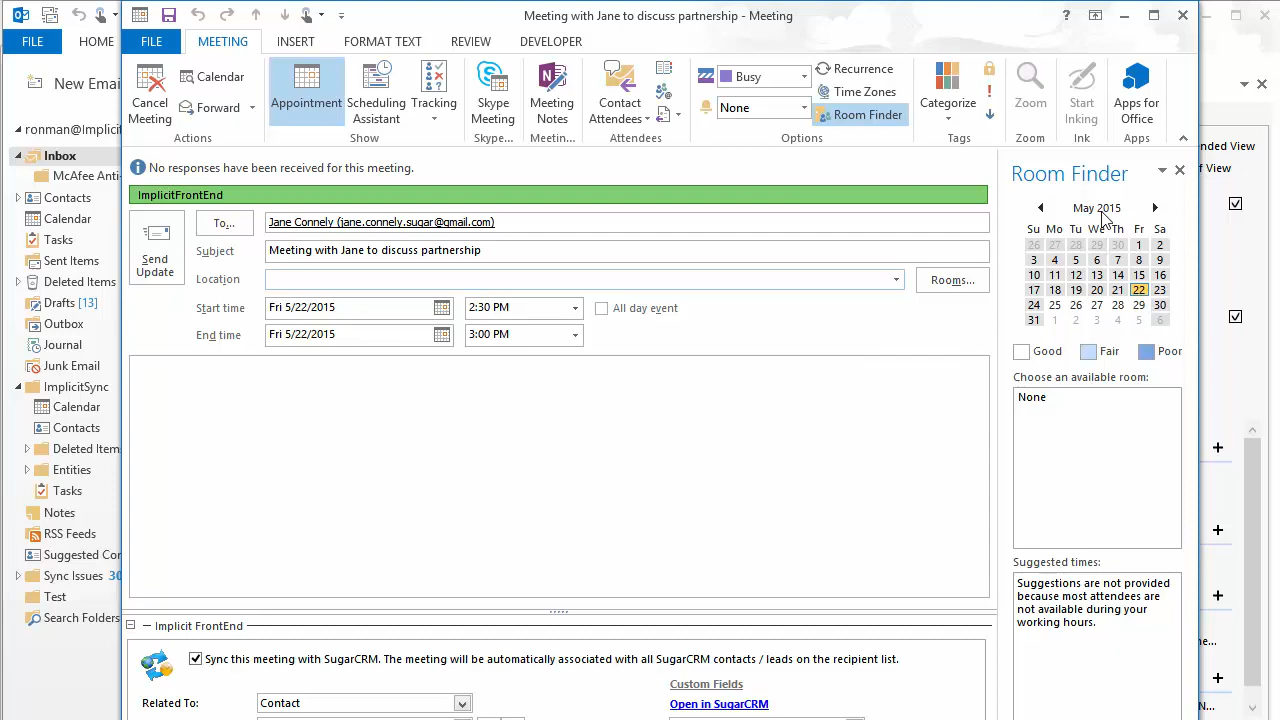 Meeting with Jane to discuss partnership - Meeting
?
FILE
HOME
FILE
MEETING
INSERT
FORMAT TEXT
REVIEW
DEVELOPER
New Emai
Cancel
Meeting
Calendar
Forward
Actions
Appointment
Scheduling
Assistant
Tracking
Show
Skype
Meeting
Skype...
Meeting
Notes
Meetin...
Contact
Attendees
Attendees
Busy
None
Recurrence
Time Zones
Room Finder
Options
Categorize
Tags
Zoom
Zoom
Start
Inking
Ink
Apps for
Office
Apps
ronman@Implicit
Inbox
McAfee Anti-
Contacts
Calendar
Tasks
Sent Items
Deleted Items
Drafts [13]
Outbox
Journal
Junk Email
ImplicitSync
Calendar
Contacts
Deleted Item
Entities
Tasks
Notes
RSS Feeds
Suggested Con
Sync Issues 30
Test
Search Folders
No responses have been received for this meeting.
ImplicitFrontEnd
Send
Update
To...
Jane Connely (jane.connely.sugar@gmail.com)
Subject
Meeting with Jane to discuss partnership
Location
Rooms...
Start time
Fri 5/22/2015
2:30 PM
All day event
End time
Fri 5/22/2015
3:00 PM
Implicit FrontEnd
Sync this meeting with SugarCRM. The meeting will be automatically associated with all SugarCRM contacts / leads on the recipient list.
Custom Fields
Related To:
Contact
Open in SugarCRM
Room Finder
May 2015
Su Mo Tu We Th Fr Sa
26 27 28 29 30 1 2
3 4 5 6 7 8 9
10 11 12 13 14 15 16
17 18 19 20 21 22 23
24 25 26 27 28 29 30
31 1 2 3 4 5 6
Good
Fair
Poor
Choose an available room:
None
Suggested times:
Suggestions are not provided
because most attendees are
not available during your
working hours.
nded View
f View
ne...
N...